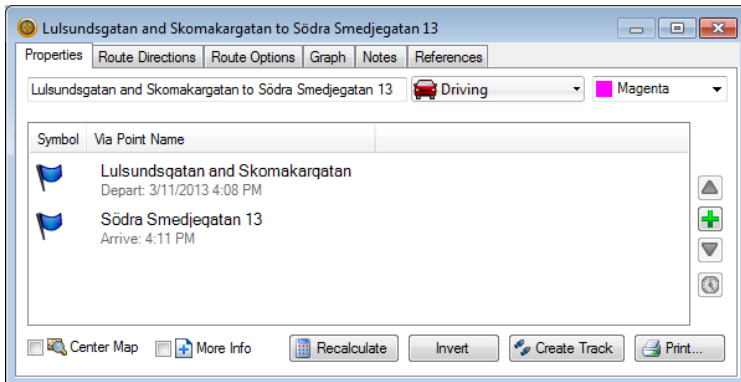 Lulsundsgatan and Skomakargatan to Södra Smedjegatan 13
Properties Route Directions Route Options Graph Notes References
Lulsundsgatan and Skomakargatan to Södra Smedjegatan 13 Driving Magenta
Symbol Via Point Name
Lulsundsgatan and Skomakargatan
Depart: 3/11/2013 4:08 PM
Södra Smedjegatan 13
Arrive: 4:11 PM
Center Map More Info Recalculate Invert Create Track Print...